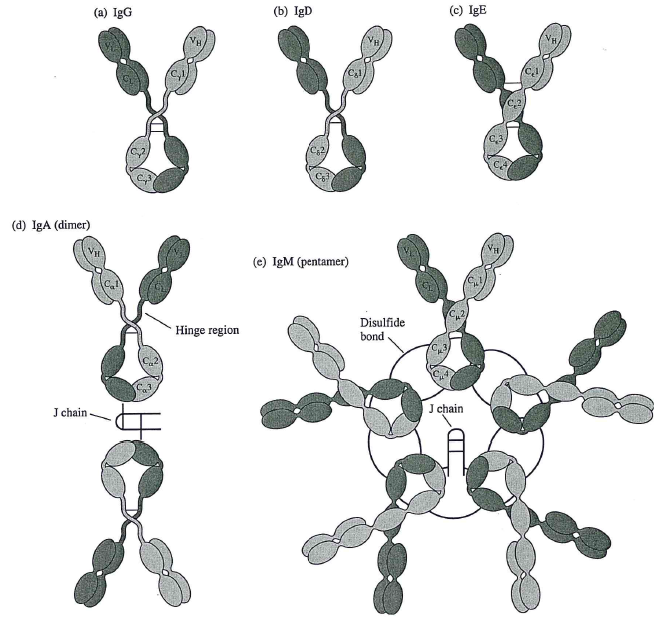 (a) IgG
V_L
V_H
C_L
C_γ1
C_γ2
C_γ3
(b) IgD
V_H
C_δ1
C_δ2
C_δ3
(c) IgE
V_H
C_ε1
C_ε2
C_ε3
C_ε4
(d) IgA (dimer)
V_H
V_L
C_α1
C_L
Hinge region
C_α2
C_α3
J chain
(e) IgM (pentamer)
V_L
V_H
C_L
C_μ1
C_μ2
Disulfide
bond
C_μ3
C_μ4
J chain